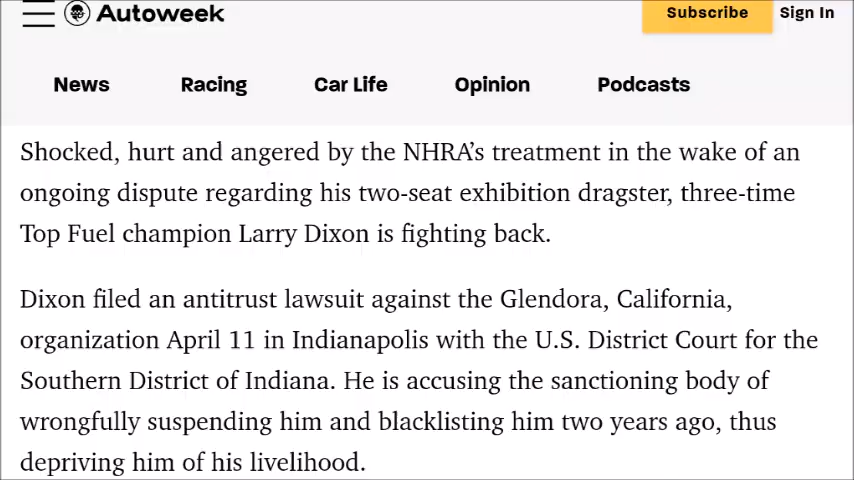 Autoweek
Subscribe
Sign In
News Racing Car Life Opinion Podcasts
Shocked, hurt and angered by the NHRA's treatment in the wake of an
ongoing dispute regarding his two-seat exhibition dragster, three-time
Top Fuel champion Larry Dixon is fighting back.
Dixon filed an antitrust lawsuit against the Glendora, California,
organization April 11 in Indianapolis with the U.S. District Court for the
Southern District of Indiana. He is accusing the sanctioning body of
wrongfully suspending him and blacklisting him two years ago, thus
depriving him of his livelihood.